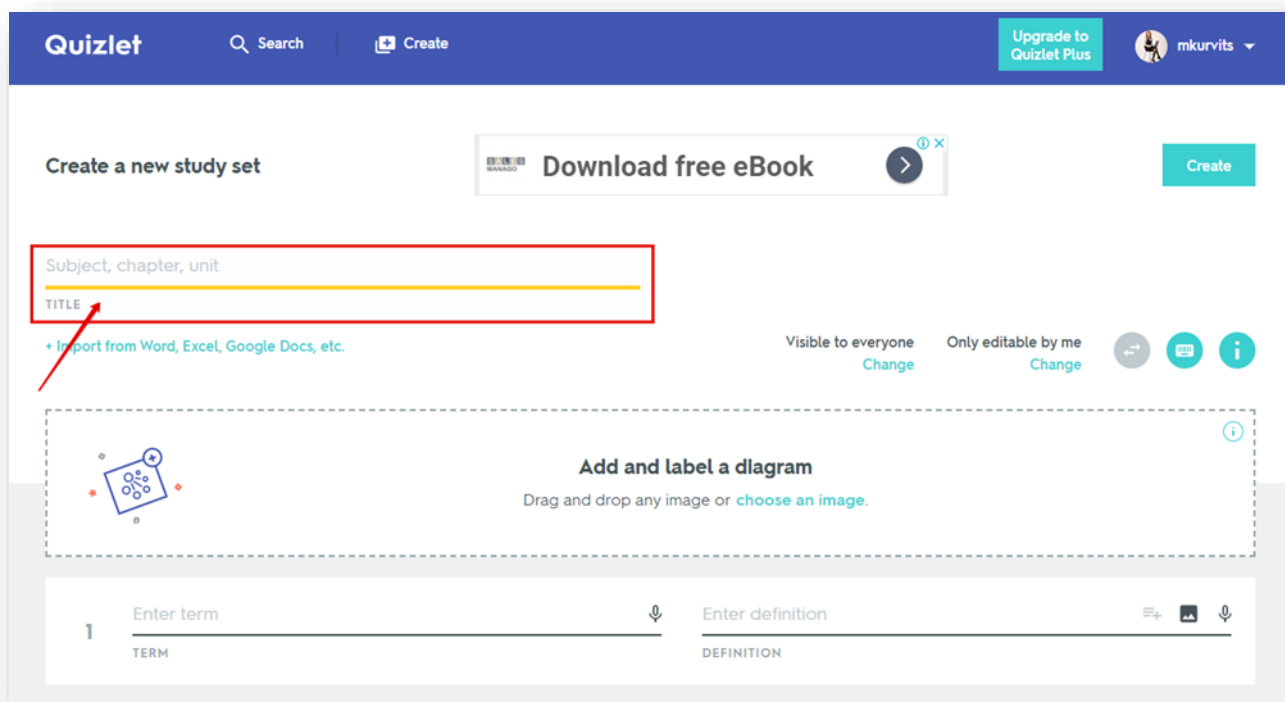 Quizlet
Search
Create
Upgrade to
Quizlet Plus
mkurvits
Create a new study set
MANAGO
Download free eBook
Create
Subject, chapter, unit
TITLE
+ Import from Word, Excel, Google Docs, etc.
Visible to everyone
Change
Only editable by me
Change
Add and label a diagram
Drag and drop any image or choose an image.
1
Enter term
TERM
Enter definition
DEFINITION